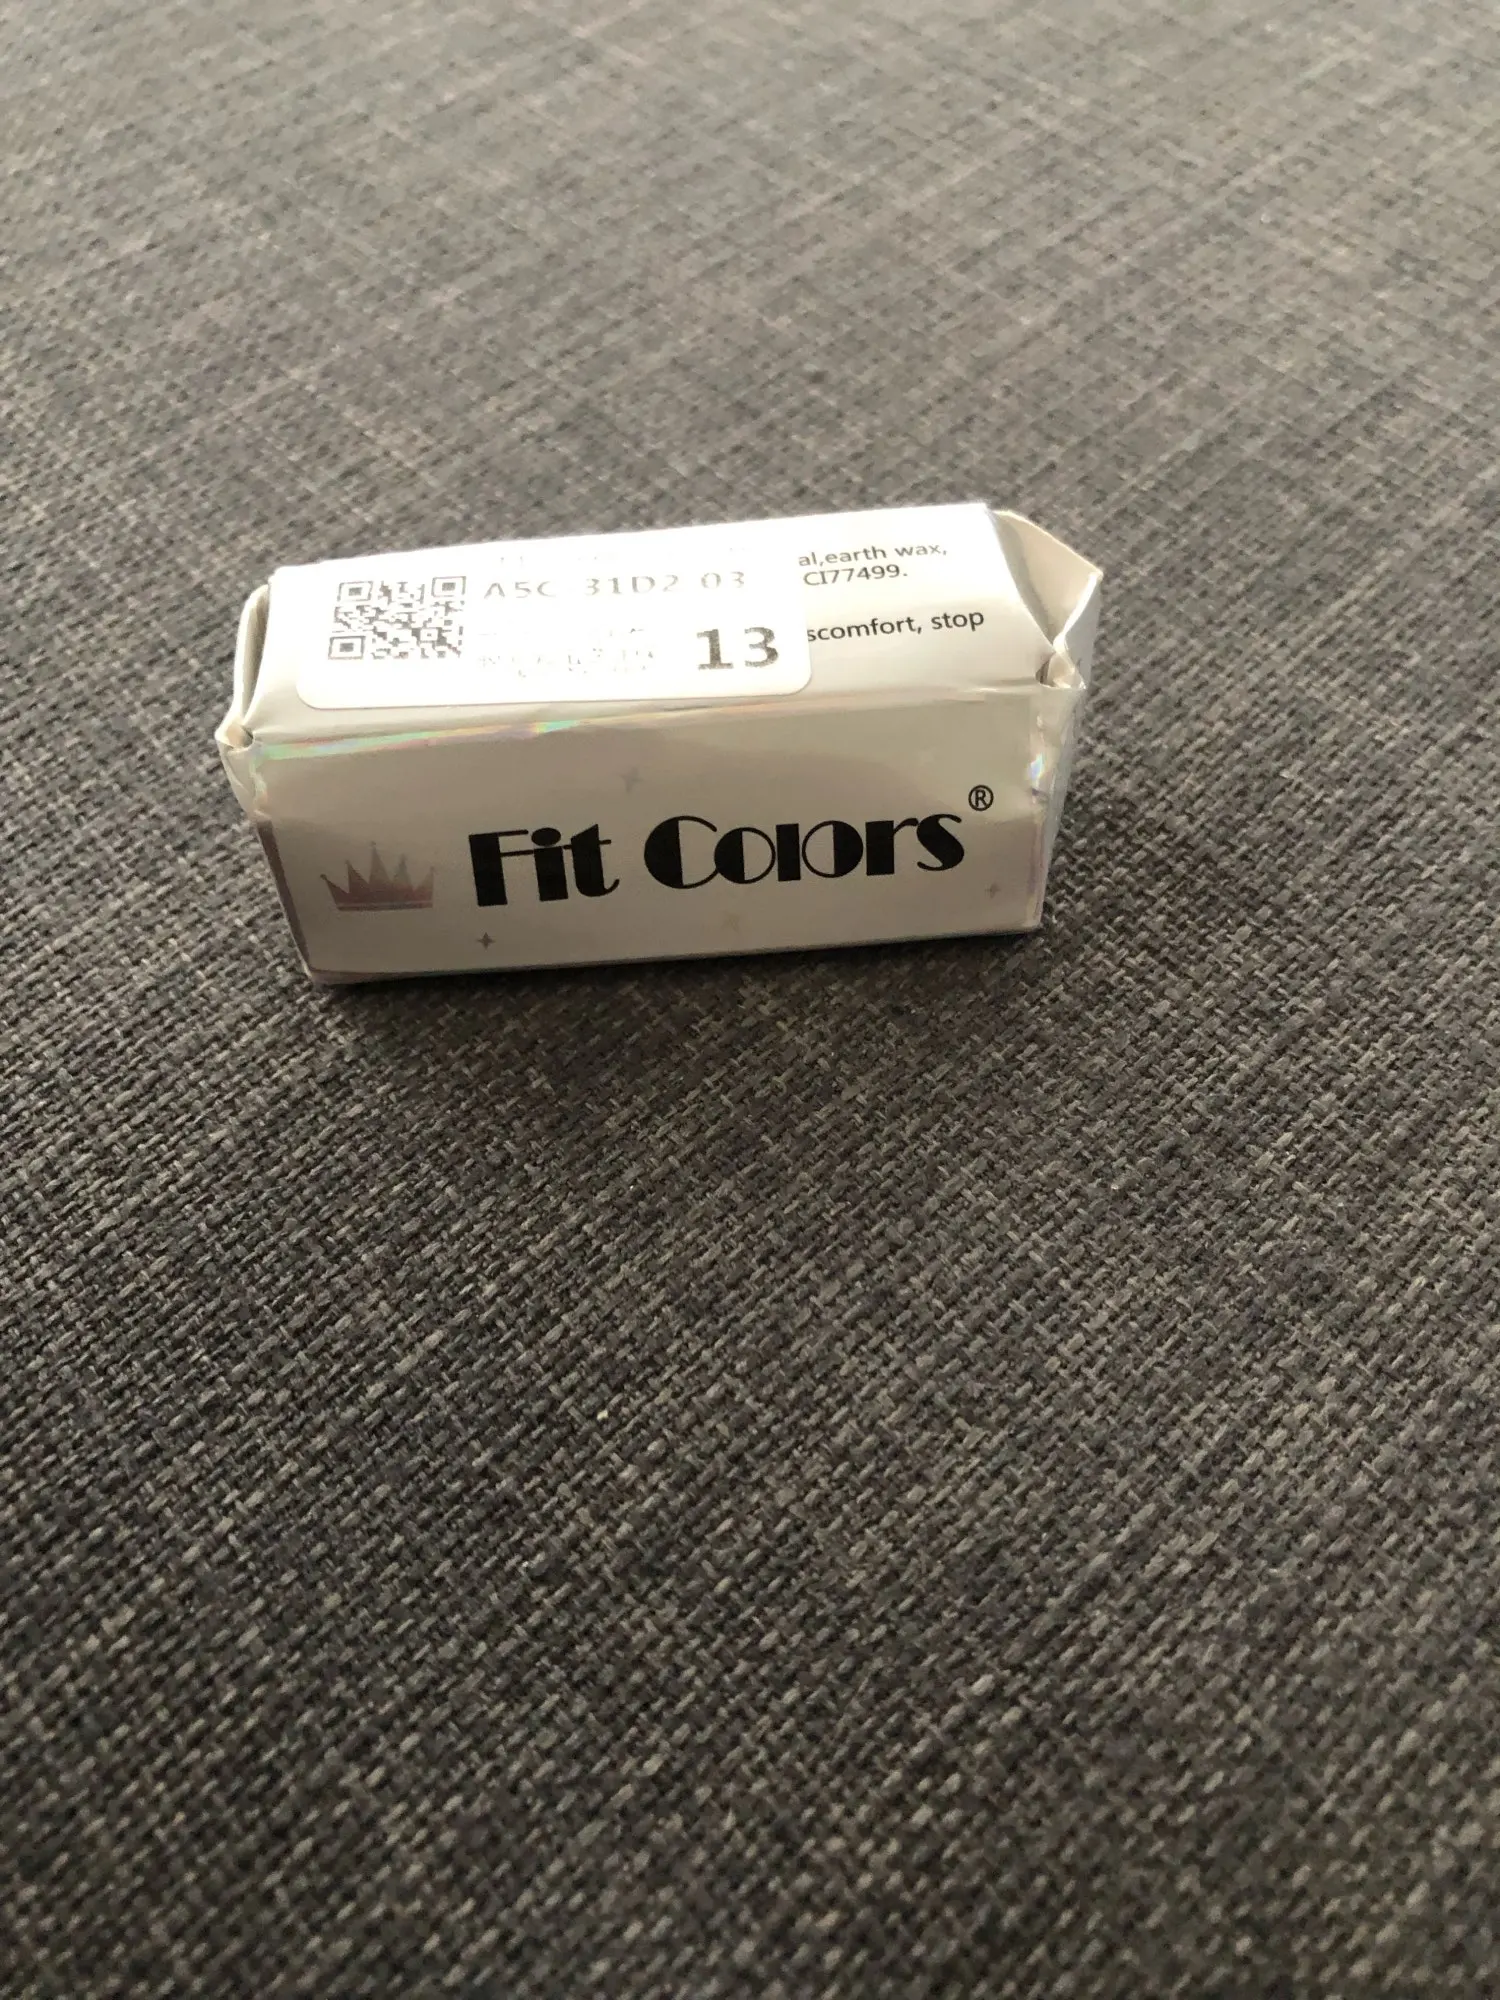 A5C-31D2-03
13
al,earth wax,
CI77499.
scomfort, stop
Fit Colors®